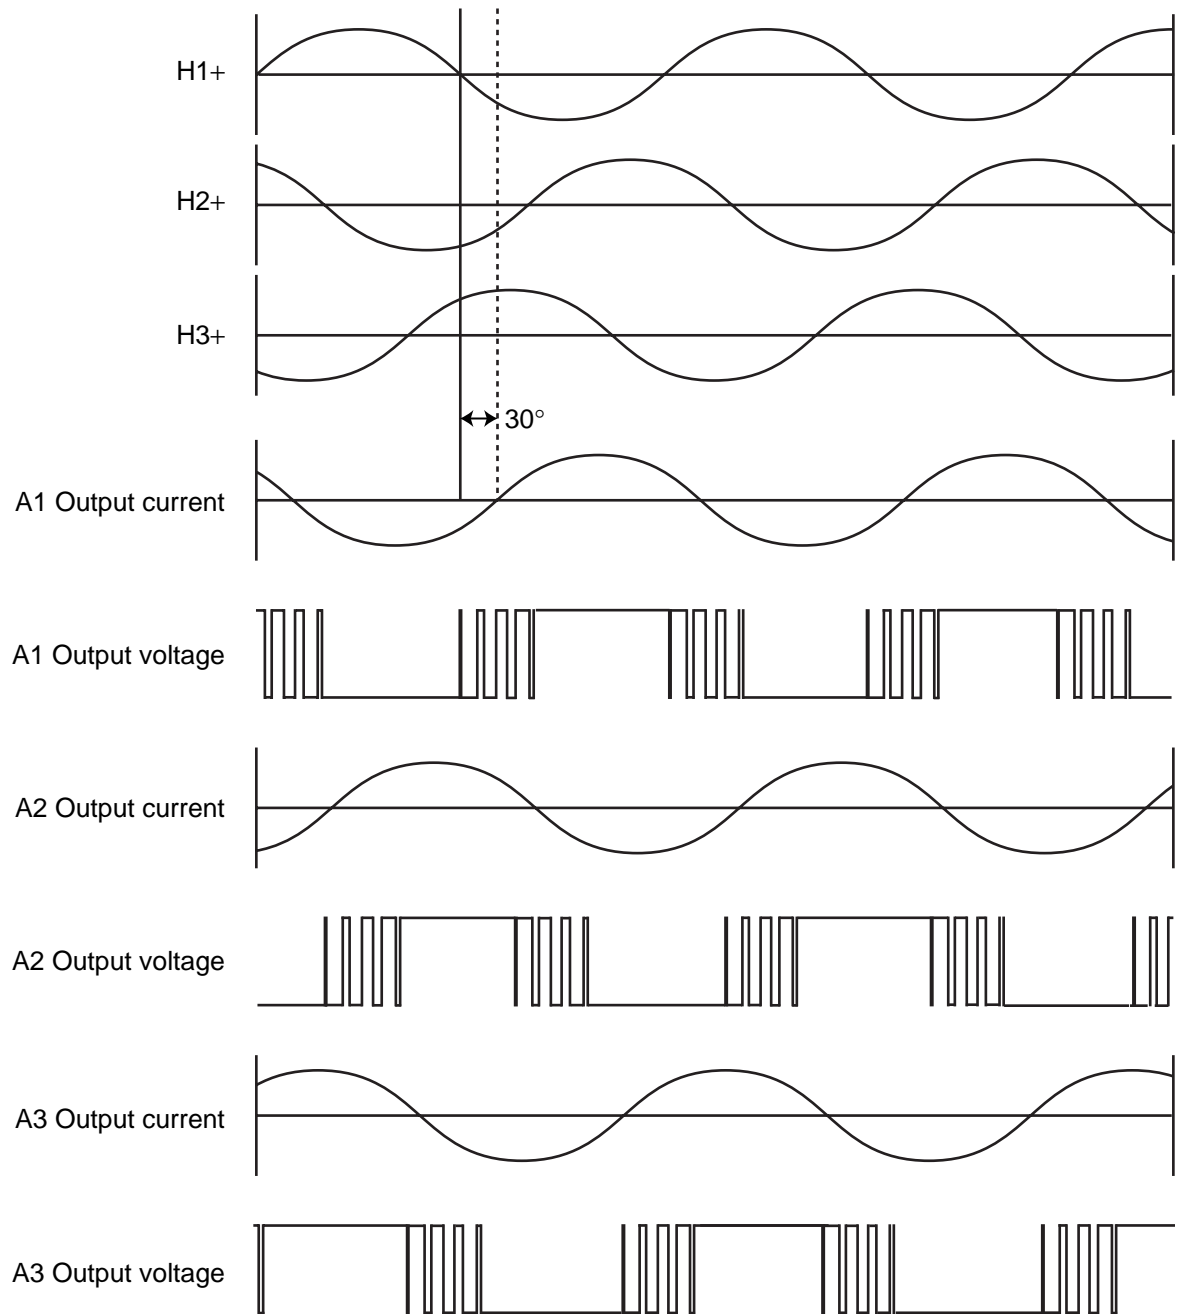 H1+
H2+
H3+
30°
A1 Output current
A1 Output voltage
A2 Output current
A2 Output voltage
A3 Output current
A3 Output voltage